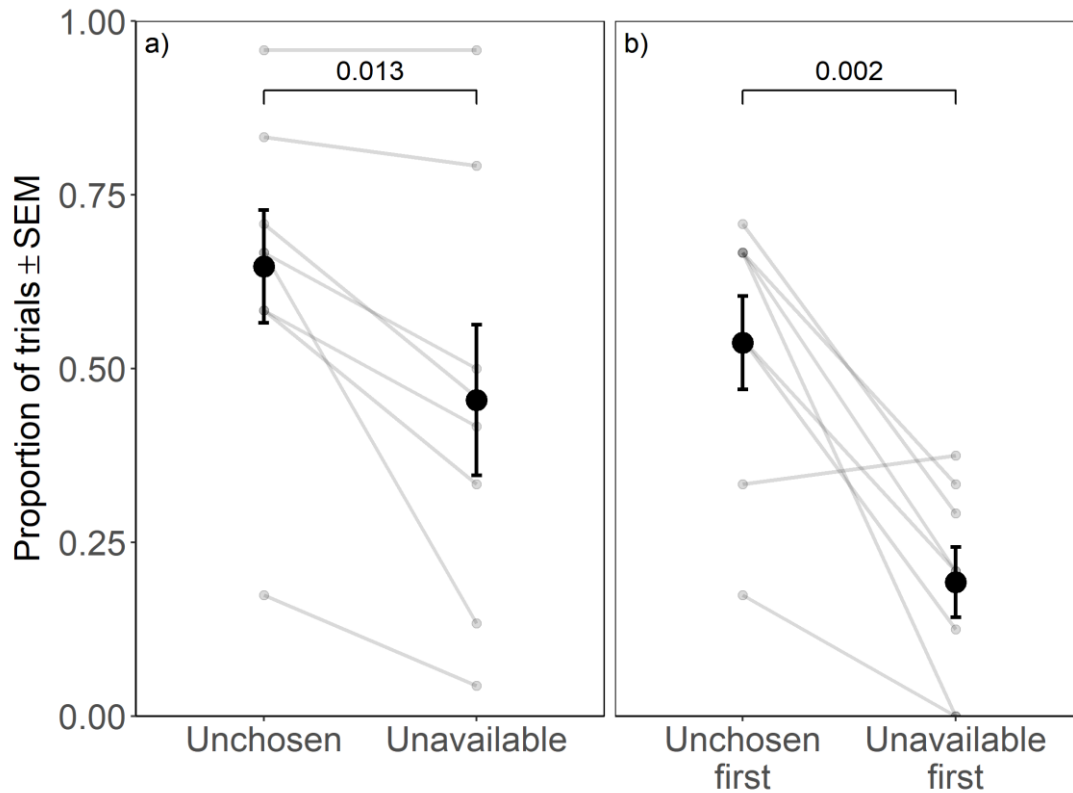 Proportion of trials ± SEM
1.00
0.75
0.50
0.25
0.00
a)
0.013
Unchosen
Unavailable
b)
0.002
Unchosen
first
Unavailable
first